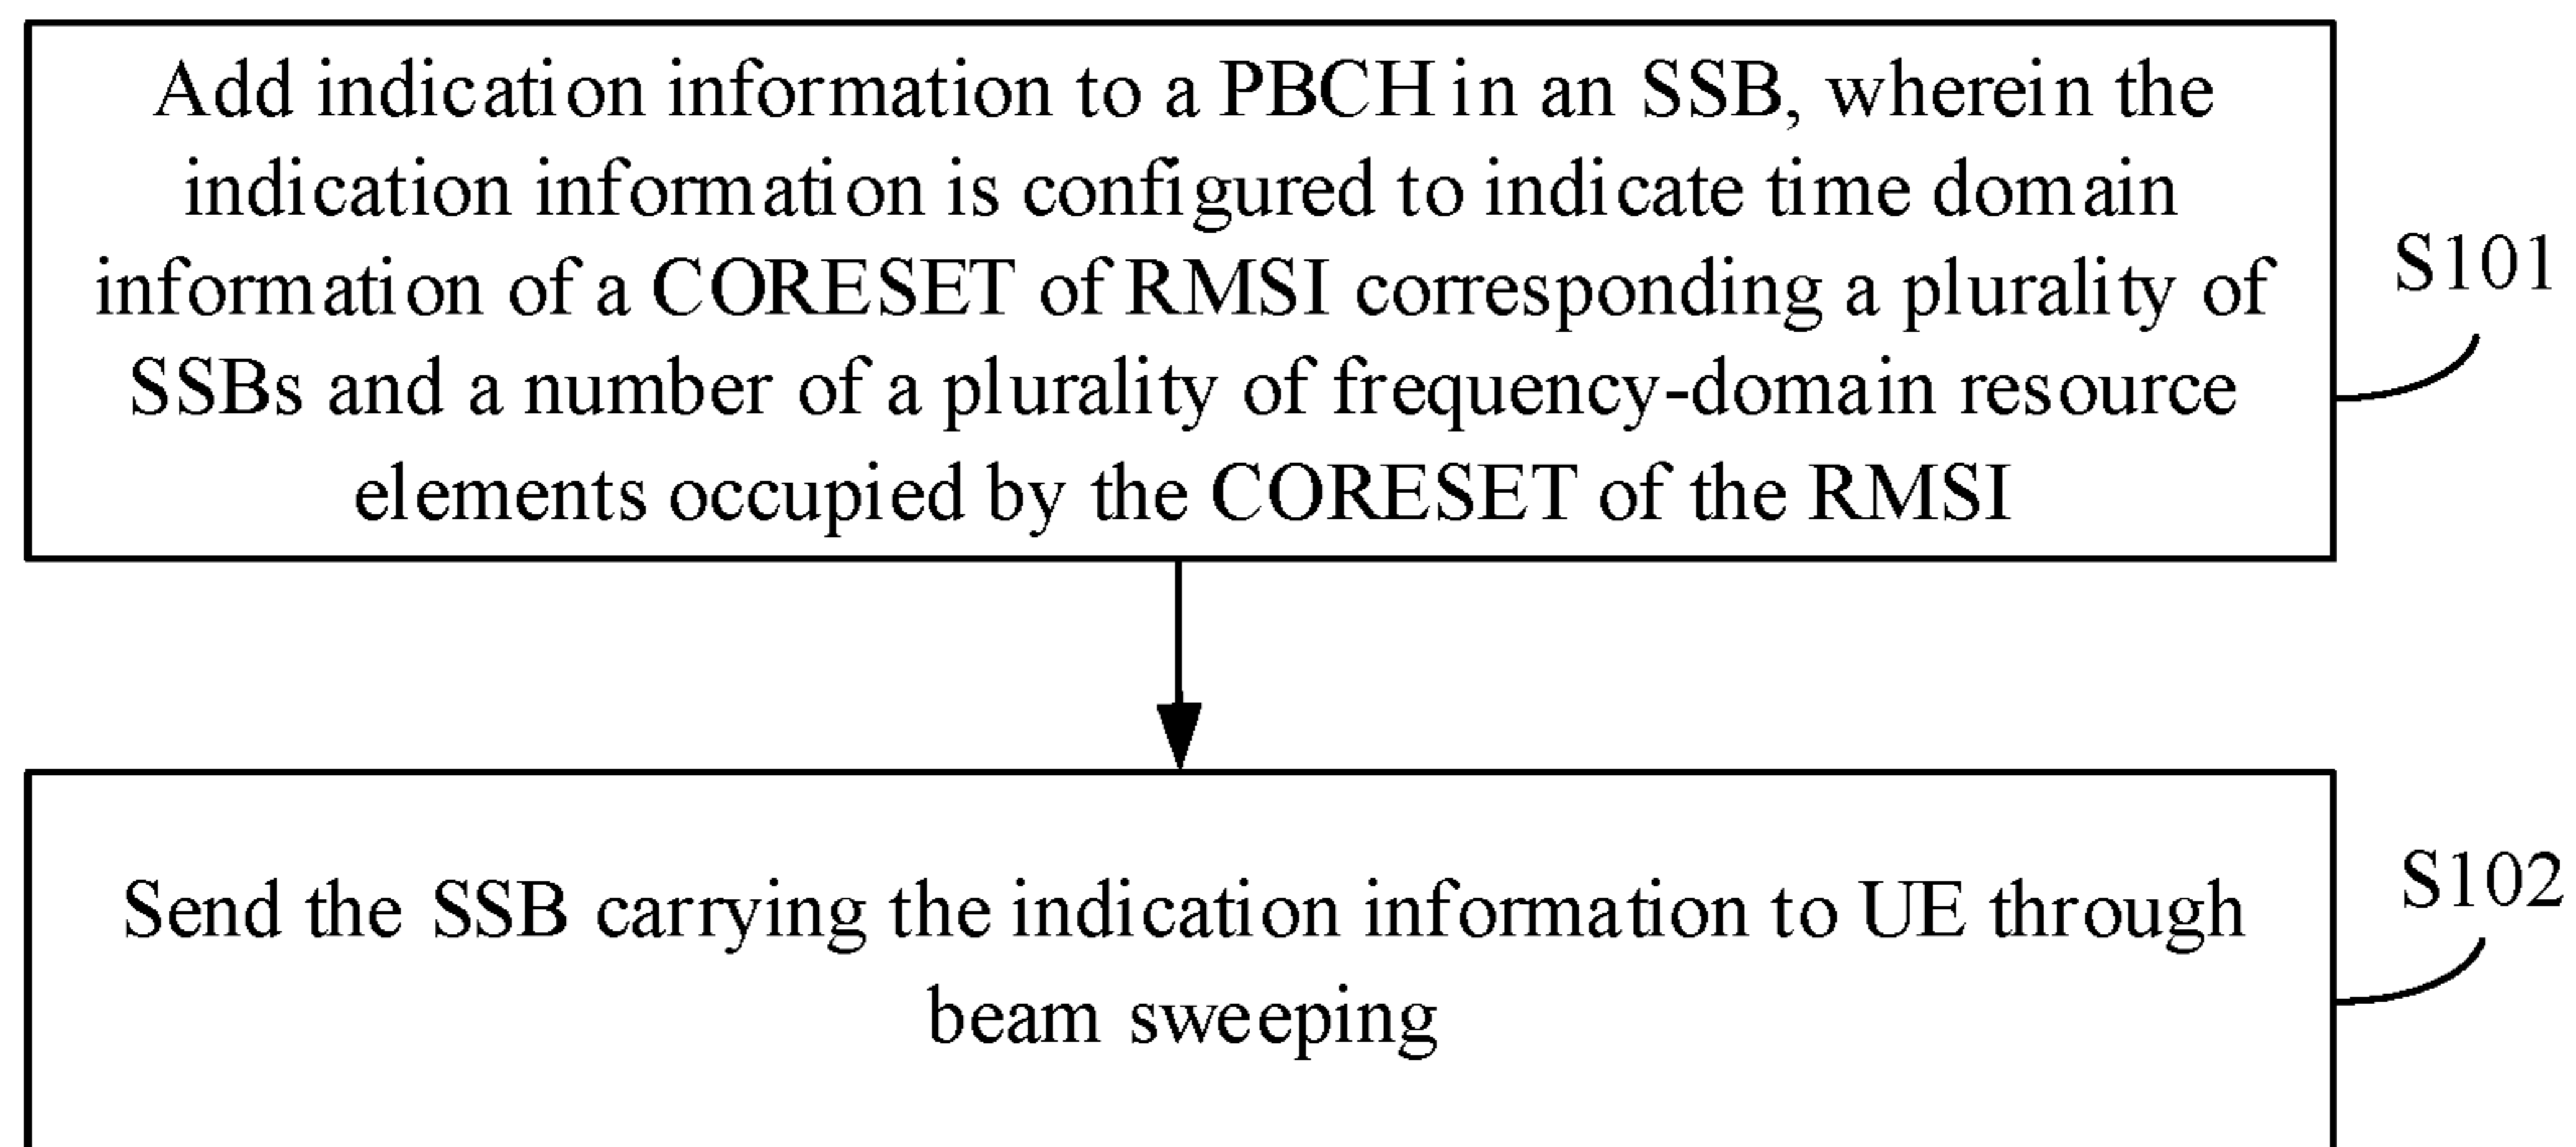 Add indication information to a PBCH in an SSB, wherein the
indication information is configured to indicate time domain
information of a CORESET of RMSI corresponding a plurality of
SSBs and a number of a plurality of frequency-domain resource
elements occupied by the CORESET of the RMSI
S101
Send the SSB carrying the indication information to UE through
beam sweeping
S102